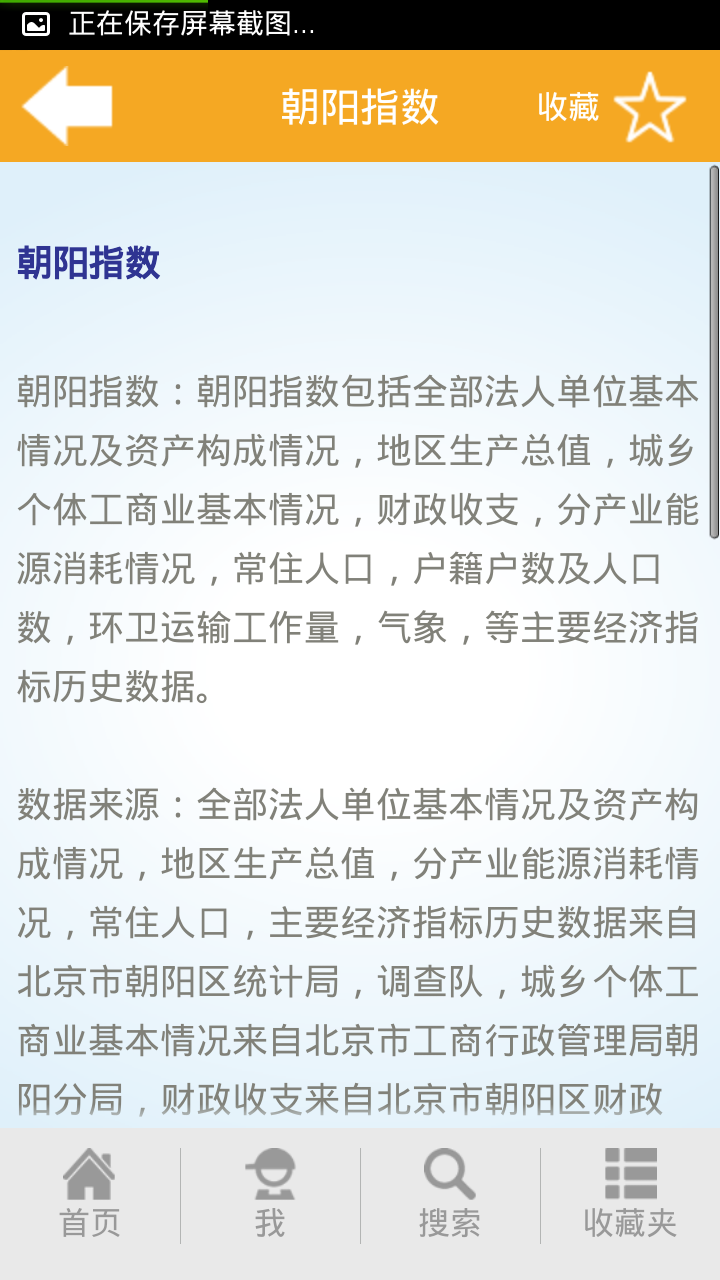 正在保存屏幕截图...
朝阳指数
收藏
朝阳指数
朝阳指数：朝阳指数包括全部法人单位基本
情况及资产构成情况，地区生产总值，城乡
个体工商业基本情况，财政收支，分产业能
源消耗情况，常住人口，户籍户数及人口
数，环卫运输工作量，气象，等主要经济指
标历史数据。
数据来源：全部法人单位基本情况及资产构
成情况，地区生产总值，分产业能源消耗情
况，常住人口，主要经济指标历史数据来自
北京市朝阳区统计局，调查队，城乡个体工
商业基本情况来自北京市工商行政管理局朝
阳分局，财政收支来自北京市朝阳区财政
首页
我
搜索
收藏夹